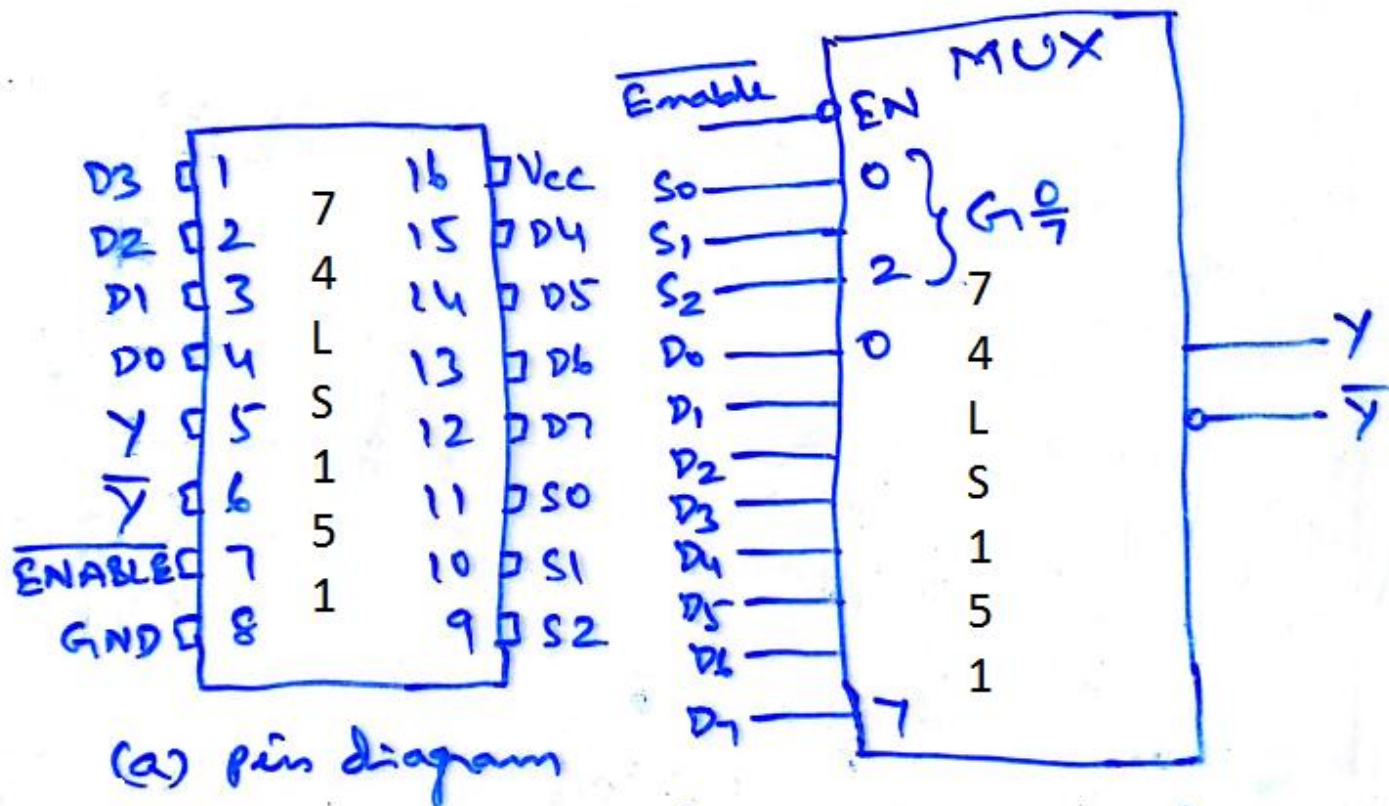 D3 1 16 Vcc
D2 2 15 D4
D1 3 14 D5
D0 4 13 D6
Y 5 12 D7
Y̅ 6 11 S0
E̅N̅A̅B̅L̅E̅ 7 10 S1
GND 8 9 S2
7
4
L
S
1
5
1
(a) pin diagram
MUX
E̅n̅a̅b̅l̅e̅ EN
S0 0
S1 G 0/7
S2 2
D0 0
D1
D2
D3
D4
D5
D6
D7 7
7
4
L
S
1
5
1
Y
Y̅